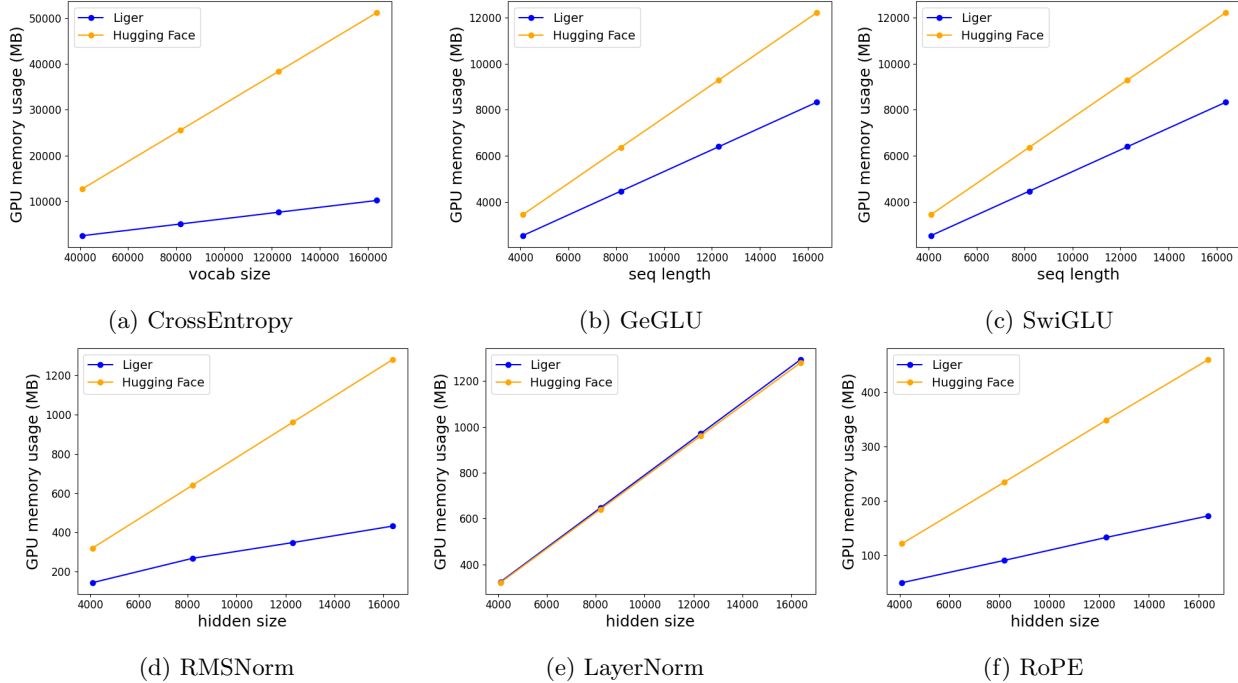 50000
40000
30000
20000
10000
GPU memory usage (MB)
Liger
Hugging Face
40000 60000 80000 100000 120000 140000 160000
vocab size
(a) CrossEntropy
12000
10000
8000
6000
4000
GPU memory usage (MB)
Liger
Hugging Face
4000 6000 8000 10000 12000 14000 16000
seq length
(b) GeGLU
12000
10000
8000
6000
4000
GPU memory usage (MB)
Liger
Hugging Face
4000 6000 8000 10000 12000 14000 16000
seq length
(c) SwiGLU
1200
1000
800
600
400
200
GPU memory usage (MB)
Liger
Hugging Face
4000 6000 8000 10000 12000 14000 16000
hidden size
(d) RMSNorm
1200
1000
800
600
400
GPU memory usage (MB)
Liger
Hugging Face
4000 6000 8000 10000 12000 14000 16000
hidden size
(e) LayerNorm
400
300
200
100
GPU memory usage (MB)
Liger
Hugging Face
4000 6000 8000 10000 12000 14000 16000
hidden size
(f) RoPE